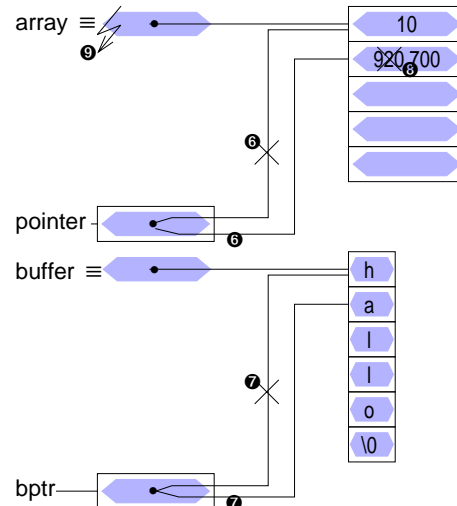 array ≡ 10
❾
920 700
❽
❻
pointer
❻
buffer ≡ h
a
l
❼
l
o
\0
bptr
❼